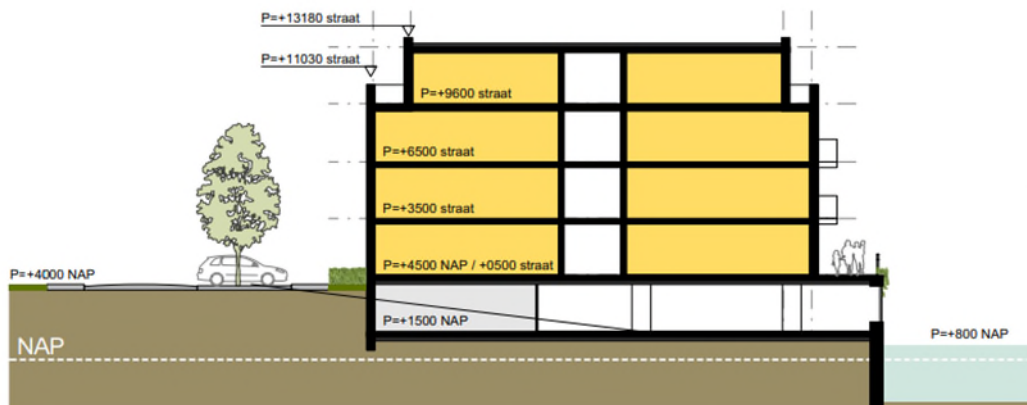 P=+13180 straat
P=+11030 straat
P=+9600 straat
P=+6500 straat
P=+3500 straat
P=+4000 NAP
P=+4500 NAP / +0500 straat
P=+1500 NAP
P=+800 NAP
NAP